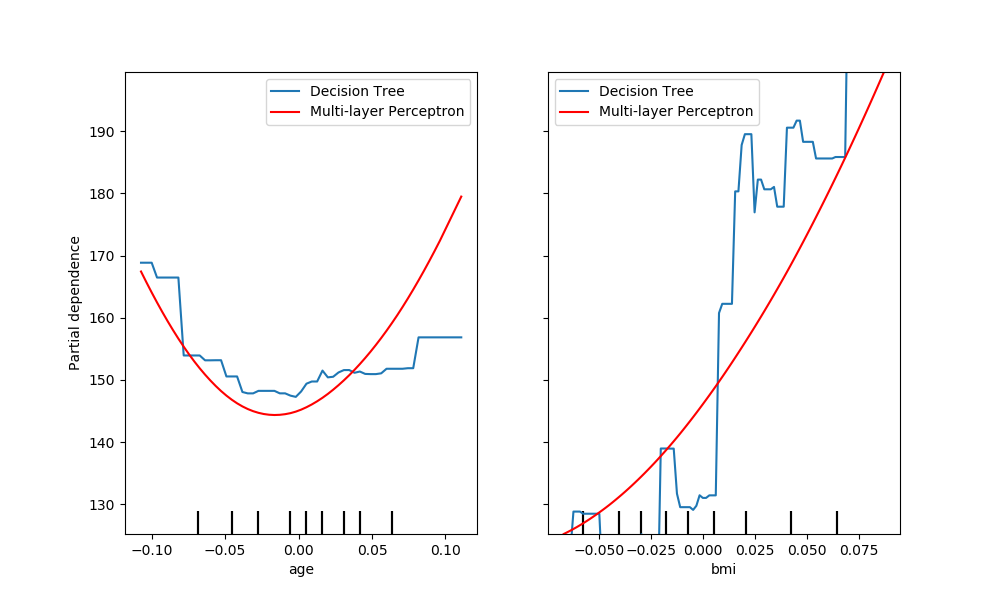 Decision Tree
Multi-layer Perceptron
Decision Tree
Multi-layer Perceptron
Partial dependence
190
180
170
160
150
140
130
−0.10 −0.05 0.00 0.05 0.10
age
−0.050 −0.025 0.000 0.025 0.050 0.075
bmi